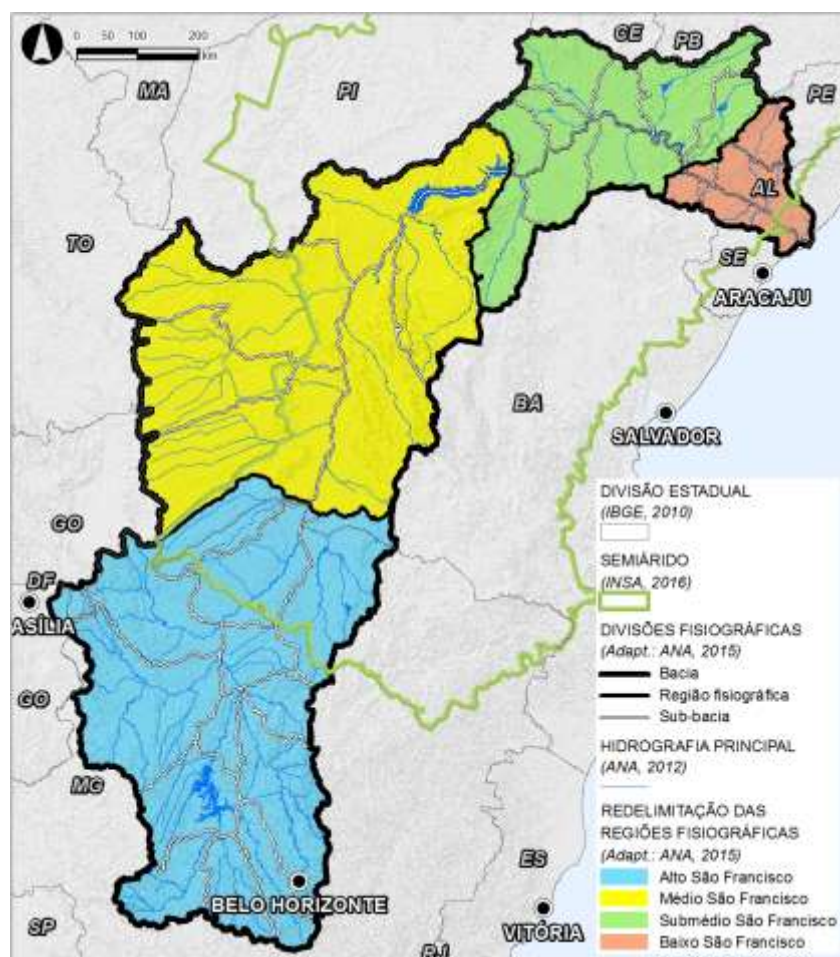 0 100 200
km
CE
PB
MA
PI
PE
AL
TO
SE
ARACAJU
BA
SALVADOR
GO
DF
ASÍLIA
GO
MG
BELO HORIZONTE
ES
VITÓRIA
SP
RJ
DIVISÃO ESTADUAL
(IBGE, 2010)
SEMIÁRIDO
(INSA, 2016)
DIVISÕES FISIOGRÁFICAS
(Adapt.: ANA, 2015)
Bacia
Região fisiográfica
Sub-bacia
HIDROGRAFIA PRINCIPAL
(ANA, 2012)
REDELIMITAÇÃO DAS
REGIÕES FISIOGRÁFICAS
(Adapt.: ANA, 2015)
Alto São Francisco
Médio São Francisco
Submédio São Francisco
Baixo São Francisco